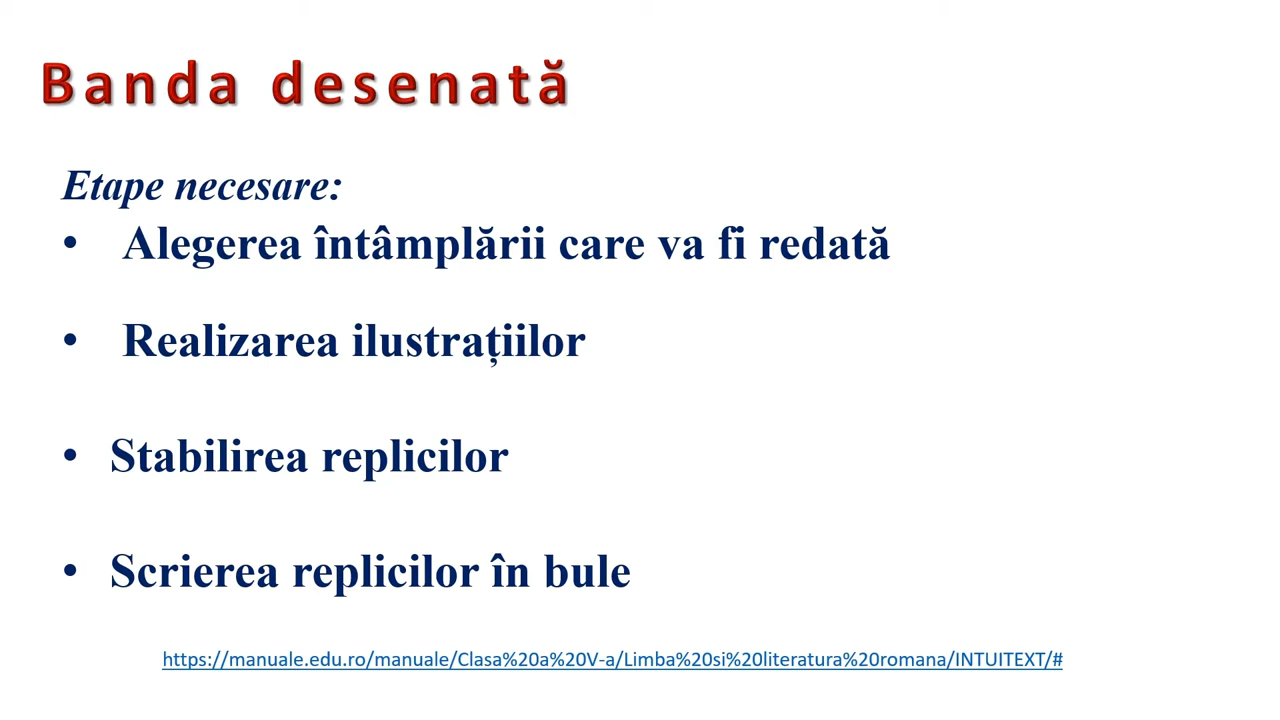 Banda desenată
Etape necesare:
• Alegerea întâmplării care va fi redată
• Realizarea ilustrațiilor
• Stabilirea replicilor
• Scrierea replicilor în bule
https://manuale.edu.ro/manuale/Clasa%20a%20V-a/Limba%20si%20literatura%20romana/INTUITEXT/#